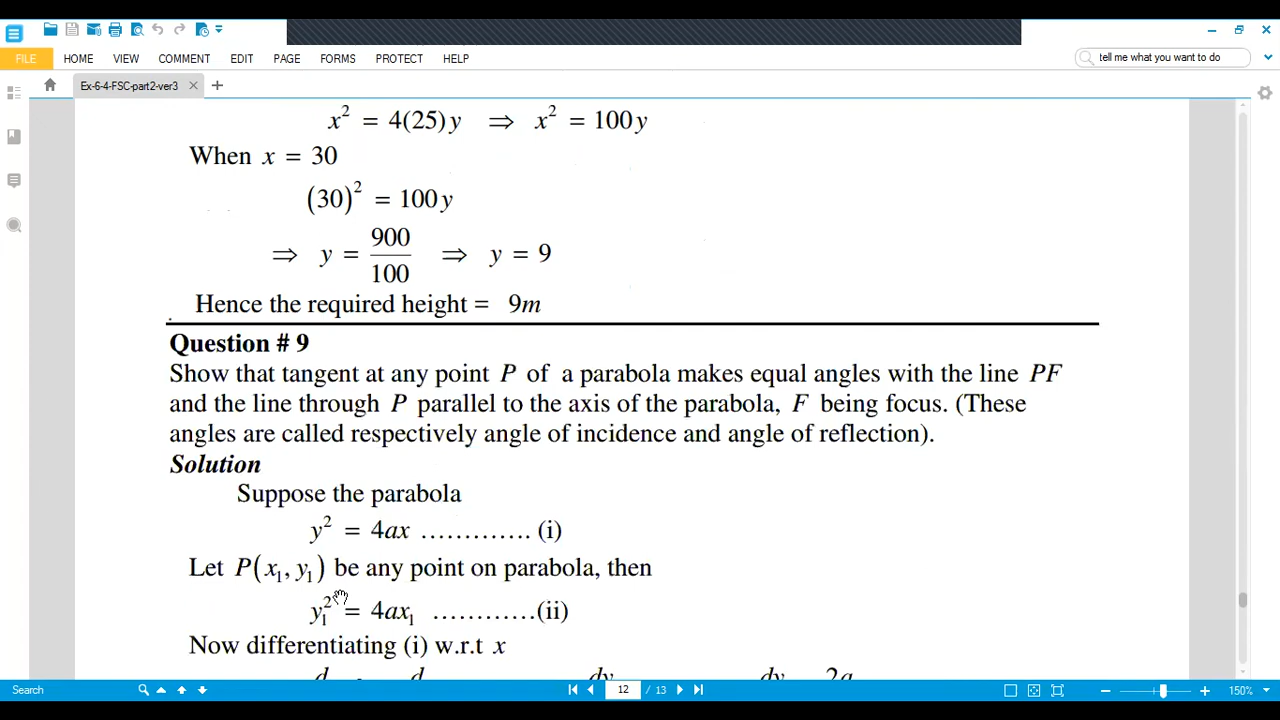 FILE HOME VIEW COMMENT EDIT PAGE FORMS PROTECT HELP tell me what you want to do
Ex-6-4-FSC-part2-ver3
x² = 4(25)y ⇒ x² = 100y
When x = 30
(30)² = 100y
⇒ y = 900/100 ⇒ y = 9
Hence the required height = 9m
Question # 9
Show that tangent at any point P of a parabola makes equal angles with the line PF
and the line through P parallel to the axis of the parabola, F being focus. (These
angles are called respectively angle of incidence and angle of reflection).
Solution
Suppose the parabola
y² = 4ax …………. (i)
Let P(x₁, y₁) be any point on parabola, then
y₁² = 4ax₁ …………(ii)
Now differentiating (i) w.r.t x
Search 12 / 13 150%